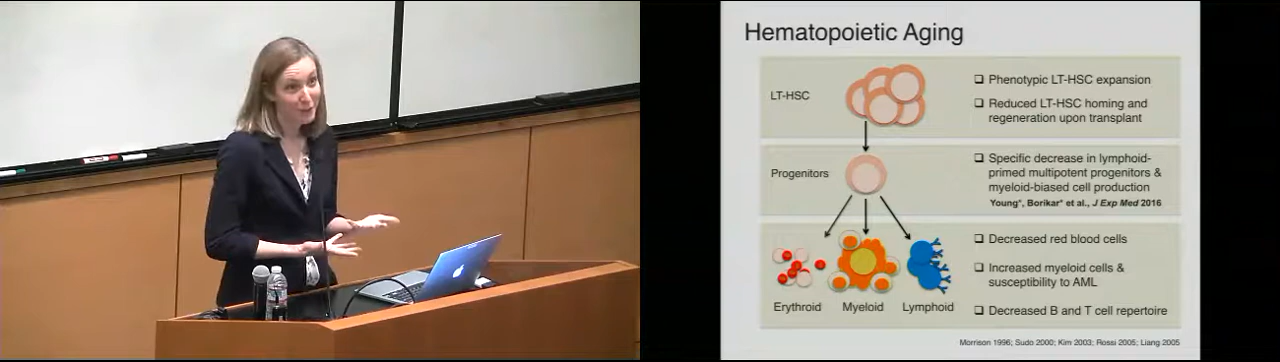 Hematopoietic Aging
LT-HSC
❑ Phenotypic LT-HSC expansion
❑ Reduced LT-HSC homing and
regeneration upon transplant
Progenitors
❑ Specific decrease in lymphoid-
primed multipotent progenitors &
myeloid-biased cell production
Young*, Borikar* et al., J Exp Med 2016
❑ Decreased red blood cells
❑ Increased myeloid cells &
susceptibility to AML
❑ Decreased B and T cell repertoire
Erythroid Myeloid Lymphoid
Morrison 1996; Sudo 2000; Kim 2003; Rossi 2005; Liang 2005